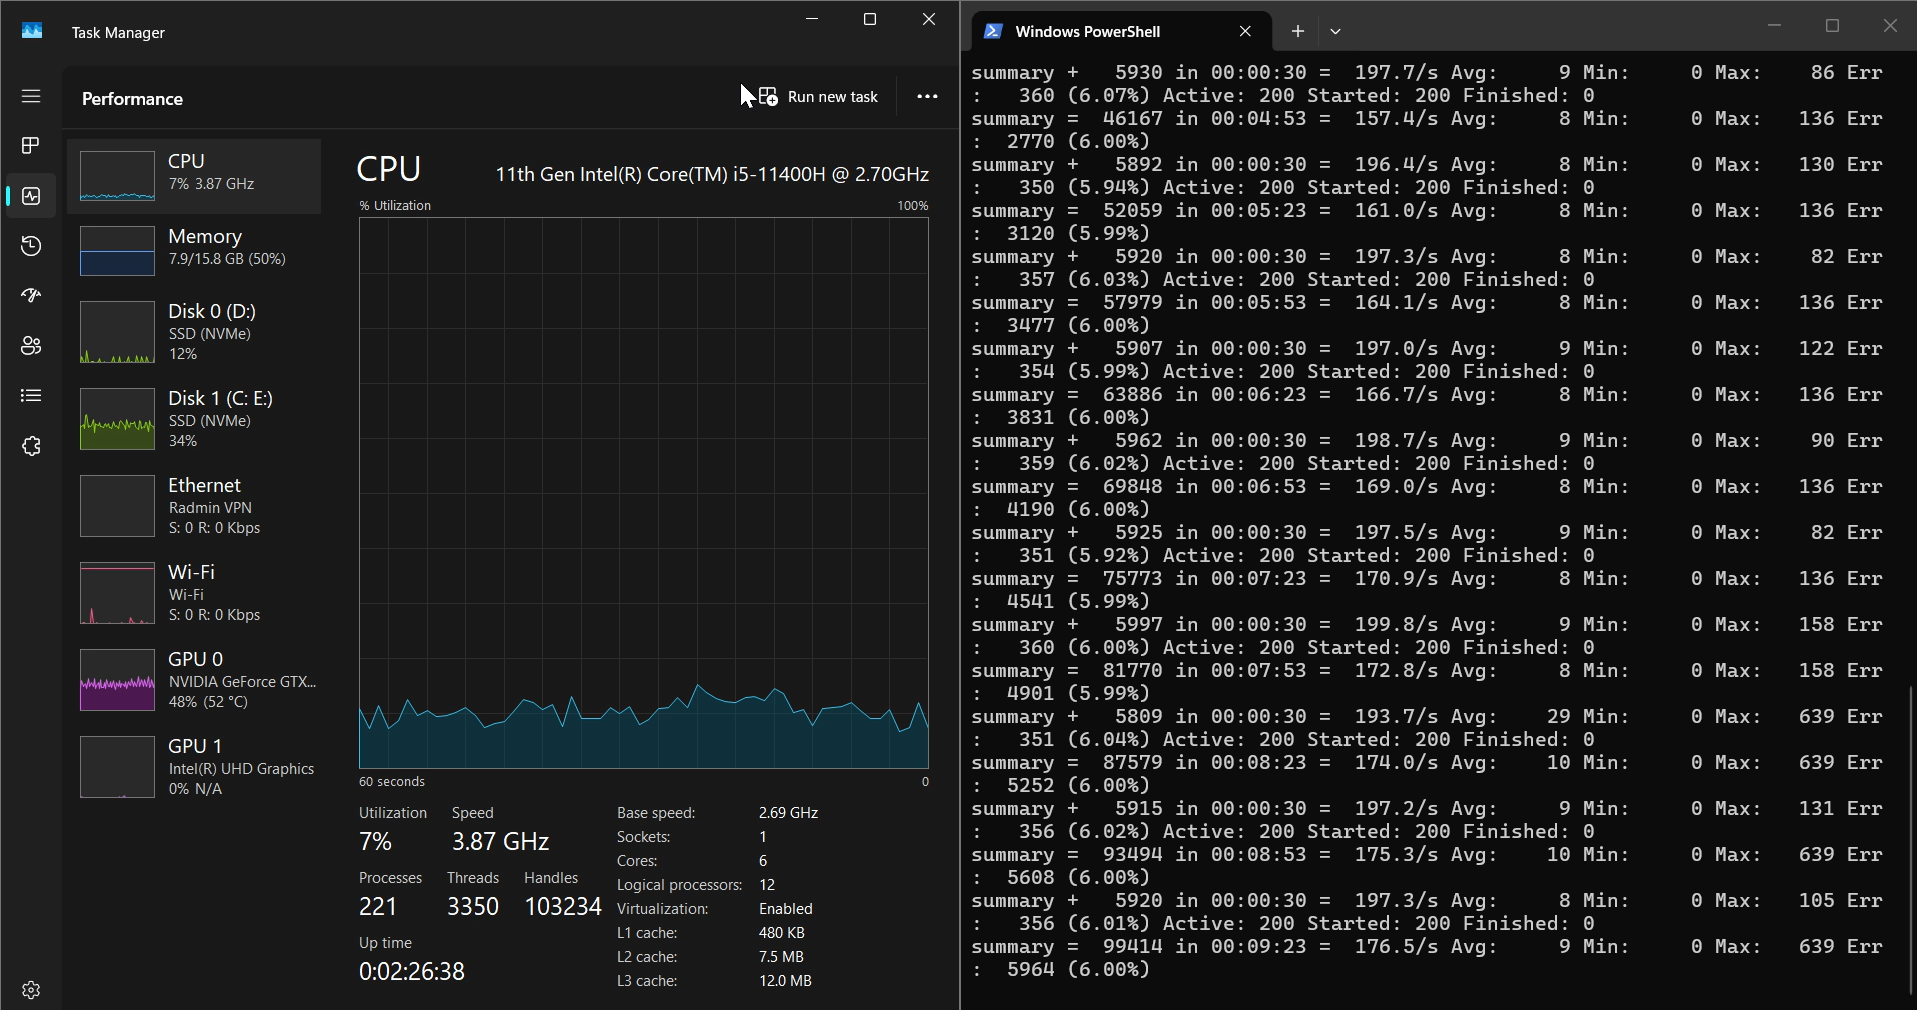 Task Manager
Performance
Run new task
CPU
7% 3.87 GHz
Memory
7.9/15.8 GB (50%)
Disk 0 (D:)
SSD (NVMe)
12%
Disk 1 (C: E:)
SSD (NVMe)
34%
Ethernet
Radmin VPN
S: 0 R: 0 Kbps
Wi-Fi
Wi-Fi
S: 0 R: 0 Kbps
GPU 0
NVIDIA GeForce GTX...
48% (52 °C)
GPU 1
Intel(R) UHD Graphics
0% N/A
CPU 11th Gen Intel(R) Core(TM) i5-11400H @ 2.70GHz
% Utilization 100%
60 seconds 0
Utilization Speed
7% 3.87 GHz
Processes Threads Handles
221 3350 103234
Up time
0:02:26:38
Base speed: 2.69 GHz
Sockets: 1
Cores: 6
Logical processors: 12
Virtualization: Enabled
L1 cache: 480 KB
L2 cache: 7.5 MB
L3 cache: 12.0 MB
Windows PowerShell
summary + 5930 in 00:00:30 = 197.7/s Avg: 9 Min: 0 Max: 86 Err
: 360 (6.07%) Active: 200 Started: 200 Finished: 0
summary = 46167 in 00:04:53 = 157.4/s Avg: 8 Min: 0 Max: 136 Err
: 2770 (6.00%)
summary + 5892 in 00:00:30 = 196.4/s Avg: 8 Min: 0 Max: 130 Err
: 350 (5.94%) Active: 200 Started: 200 Finished: 0
summary = 52059 in 00:05:23 = 161.0/s Avg: 8 Min: 0 Max: 136 Err
: 3120 (5.99%)
summary + 5920 in 00:00:30 = 197.3/s Avg: 8 Min: 0 Max: 82 Err
: 357 (6.03%) Active: 200 Started: 200 Finished: 0
summary = 57979 in 00:05:53 = 164.1/s Avg: 8 Min: 0 Max: 136 Err
: 3477 (6.00%)
summary + 5907 in 00:00:30 = 197.0/s Avg: 9 Min: 0 Max: 122 Err
: 354 (5.99%) Active: 200 Started: 200 Finished: 0
summary = 63886 in 00:06:23 = 166.7/s Avg: 8 Min: 0 Max: 136 Err
: 3831 (6.00%)
summary + 5962 in 00:00:30 = 198.7/s Avg: 9 Min: 0 Max: 90 Err
: 359 (6.02%) Active: 200 Started: 200 Finished: 0
summary = 69848 in 00:06:53 = 169.0/s Avg: 8 Min: 0 Max: 136 Err
: 4190 (6.00%)
summary + 5925 in 00:00:30 = 197.5/s Avg: 9 Min: 0 Max: 82 Err
: 351 (5.92%) Active: 200 Started: 200 Finished: 0
summary = 75773 in 00:07:23 = 170.9/s Avg: 8 Min: 0 Max: 136 Err
: 4541 (5.99%)
summary + 5997 in 00:00:30 = 199.8/s Avg: 9 Min: 0 Max: 158 Err
: 360 (6.00%) Active: 200 Started: 200 Finished: 0
summary = 81770 in 00:07:53 = 172.8/s Avg: 8 Min: 0 Max: 158 Err
: 4901 (5.99%)
summary + 5809 in 00:00:30 = 193.7/s Avg: 29 Min: 0 Max: 639 Err
: 351 (6.04%) Active: 200 Started: 200 Finished: 0
summary = 87579 in 00:08:23 = 174.0/s Avg: 10 Min: 0 Max: 639 Err
: 5252 (6.00%)
summary + 5915 in 00:00:30 = 197.2/s Avg: 9 Min: 0 Max: 131 Err
: 356 (6.02%) Active: 200 Started: 200 Finished: 0
summary = 93494 in 00:08:53 = 175.3/s Avg: 10 Min: 0 Max: 639 Err
: 5608 (6.00%)
summary + 5920 in 00:00:30 = 197.3/s Avg: 8 Min: 0 Max: 105 Err
: 356 (6.01%) Active: 200 Started: 200 Finished: 0
summary = 99414 in 00:09:23 = 176.5/s Avg: 9 Min: 0 Max: 639 Err
: 5964 (6.00%)